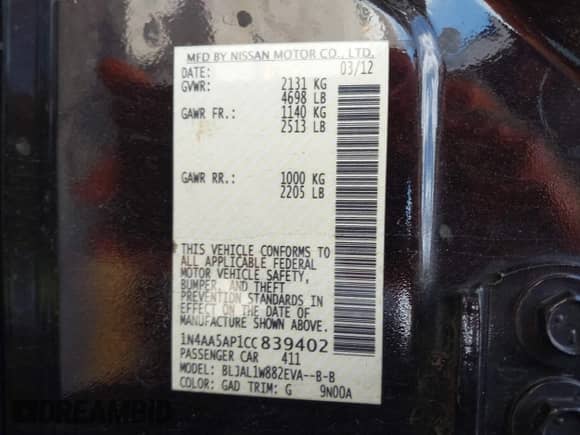 MFD BY NISSAN MOTOR CO., LTD.
DATE: 03/12
GVWR: 2131 KG
4698 LB
GAWR FR.: 1140 KG
2513 LB
GAWR RR.: 1000 KG
2205 LB
THIS VEHICLE CONFORMS TO
ALL APPLICABLE FEDERAL
MOTOR VEHICLE SAFETY,
BUMPER, AND THEFT
PREVENTION STANDARDS IN
EFFECT ON THE DATE OF
MANUFACTURE SHOWN ABOVE.
1N4AA5AP1CC839402
PASSENGER CAR 411
MODEL: BLJAL1W882EVA--B-B
COLOR: GAD TRIM: G 9N00A
DREAMBID